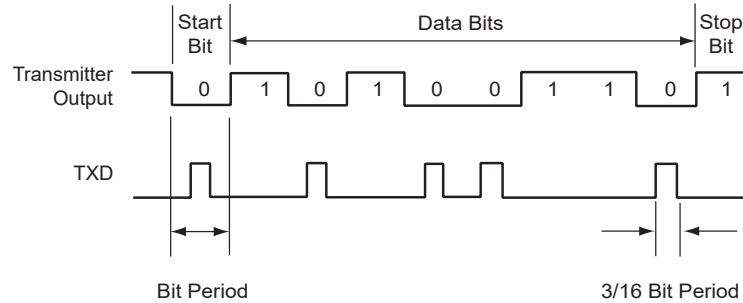 Start
Bit
Data Bits
Stop
Bit
Transmitter
Output
0 1 0 1 0 0 1 1 0 1
TXD
Bit Period
3/16 Bit Period